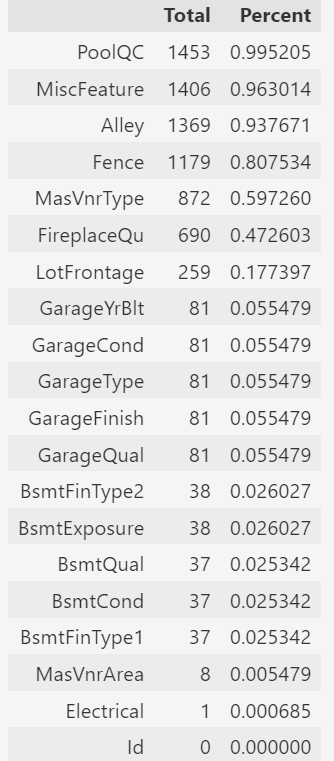 Total Percent
PoolQC 1453 0.995205
MiscFeature 1406 0.963014
Alley 1369 0.937671
Fence 1179 0.807534
MasVnrType 872 0.597260
FireplaceQu 690 0.472603
LotFrontage 259 0.177397
GarageYrBlt 81 0.055479
GarageCond 81 0.055479
GarageType 81 0.055479
GarageFinish 81 0.055479
GarageQual 81 0.055479
BsmtFinType2 38 0.026027
BsmtExposure 38 0.026027
BsmtQual 37 0.025342
BsmtCond 37 0.025342
BsmtFinType1 37 0.025342
MasVnrArea 8 0.005479
Electrical 1 0.000685
Id 0 0.000000